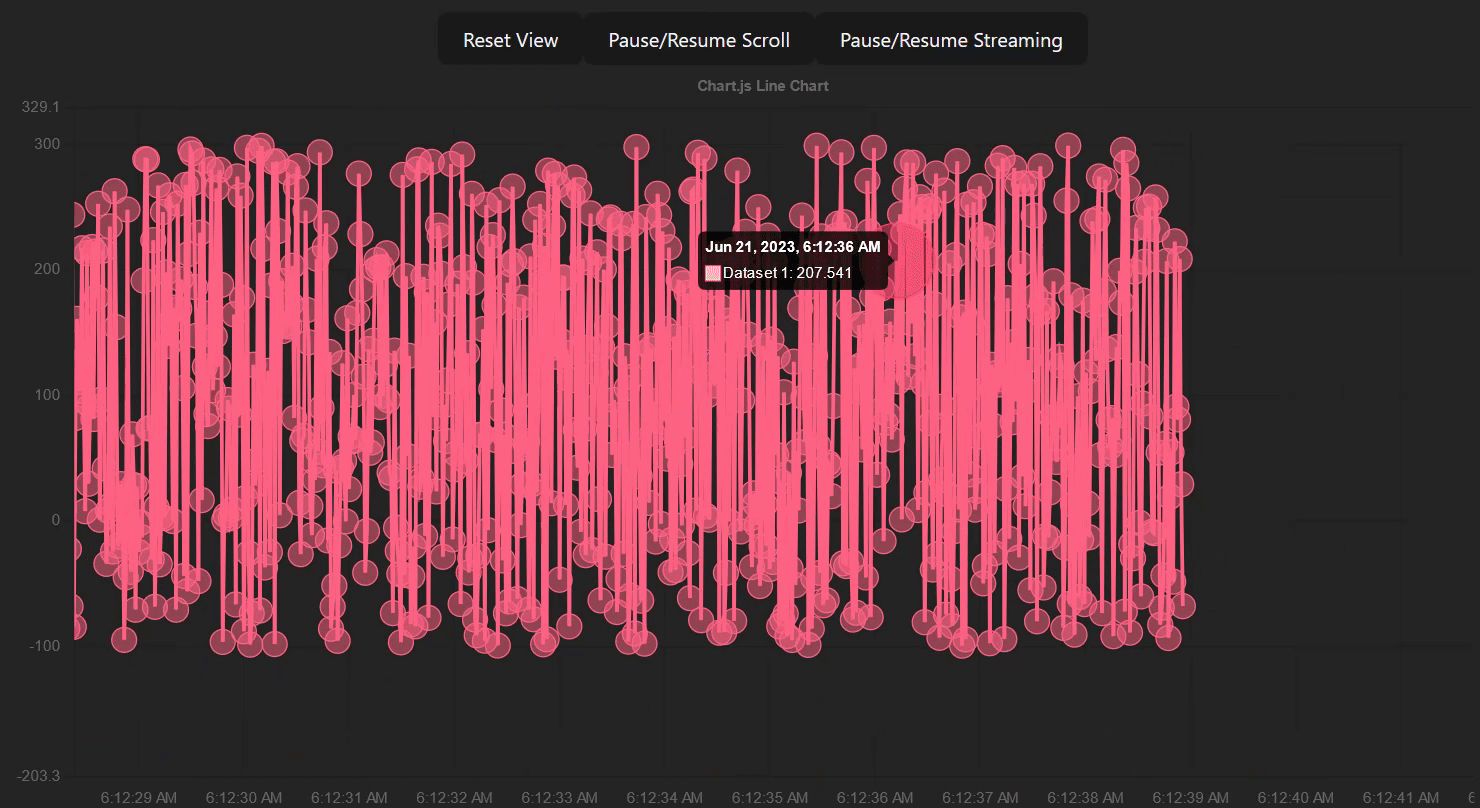 Reset View Pause/Resume Scroll Pause/Resume Streaming
Chart.js Line Chart
329.1
300
200
100
0
-100
-203.3
Jun 21, 2023, 6:12:36 AM
Dataset 1: 207.541
6:12:29 AM 6:12:30 AM 6:12:31 AM 6:12:32 AM 6:12:33 AM 6:12:34 AM 6:12:35 AM 6:12:36 AM 6:12:37 AM 6:12:38 AM 6:12:39 AM 6:12:40 AM 6:12:41 AM